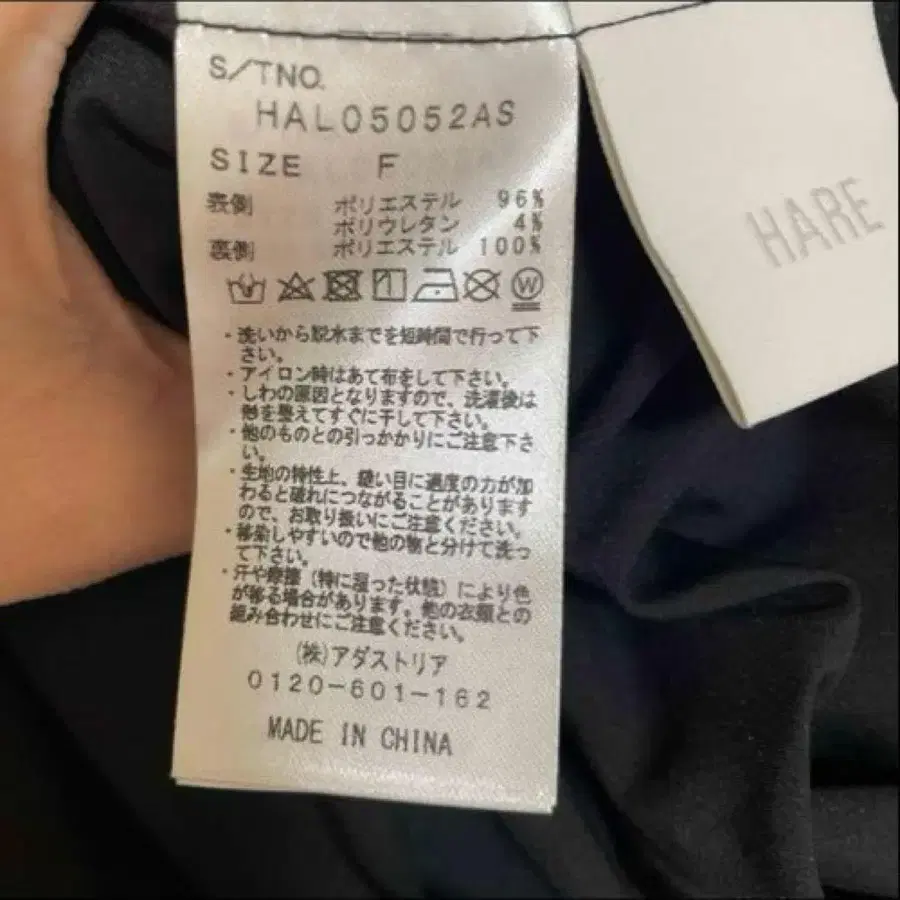 S/TNO.
HAL05052AS
SIZE F
表側 ポリエステル 96%
ポリウレタン 4%
裏側 ポリエステル 100%
W
・洗いから脱水までを短時間で行って下
さい。
・アイロン時はあて布をして下さい。
・しわの原因となりますので、洗濯後は
形を整えてすぐに干して下さい。
・他のものとの引っかかりにご注意下さ
い。
・生地の特性上、縫い目に過度の力が加
わると破れにつながることがあります
ので、お取り扱いにご注意ください。
・移染しやすいので他の物と分けて洗っ
て下さい。
・汗や摩擦（特に湿った状態）により色
が移る場合があります。他の衣類との
組み合わせにご注意ください。
(株)アダストリア
0120-601-162
MADE IN CHINA
HARE